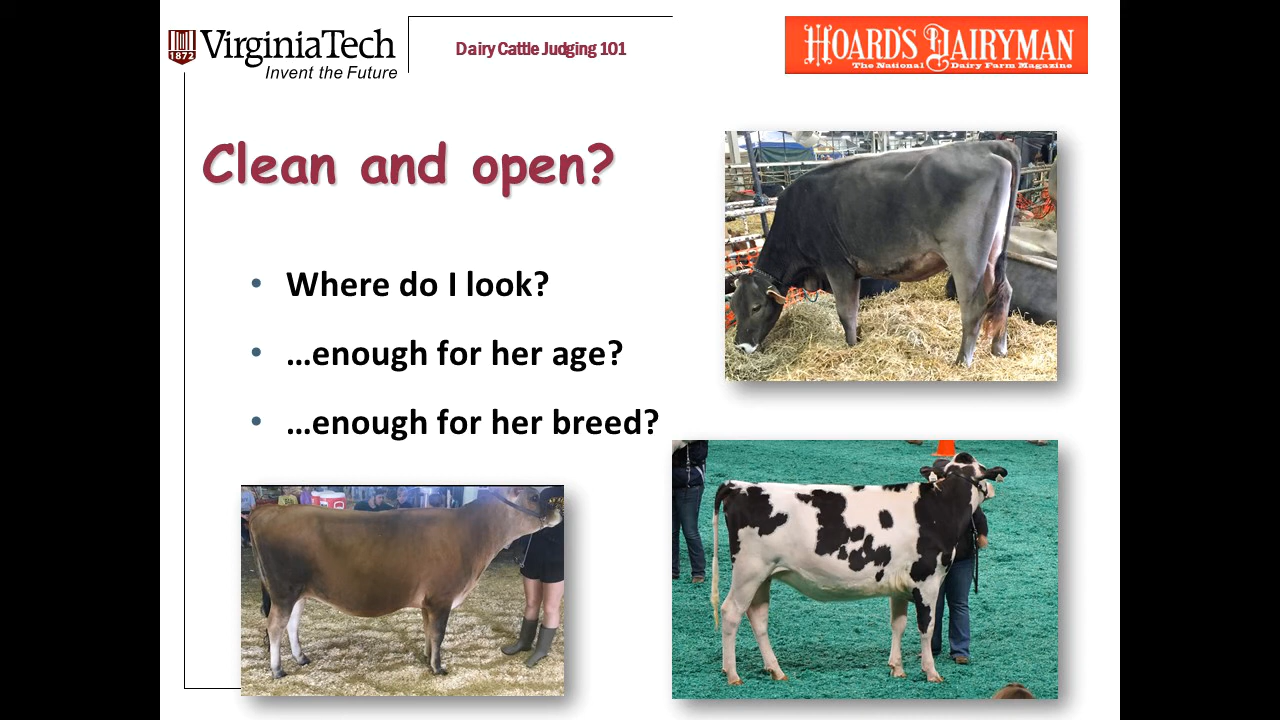 1872
VirginiaTech
Invent the Future
Dairy Cattle Judging 101
HOARD'S DAIRYMAN
The National Dairy Farm Magazine
Clean and open?
• Where do I look?
• ...enough for her age?
• ...enough for her breed?